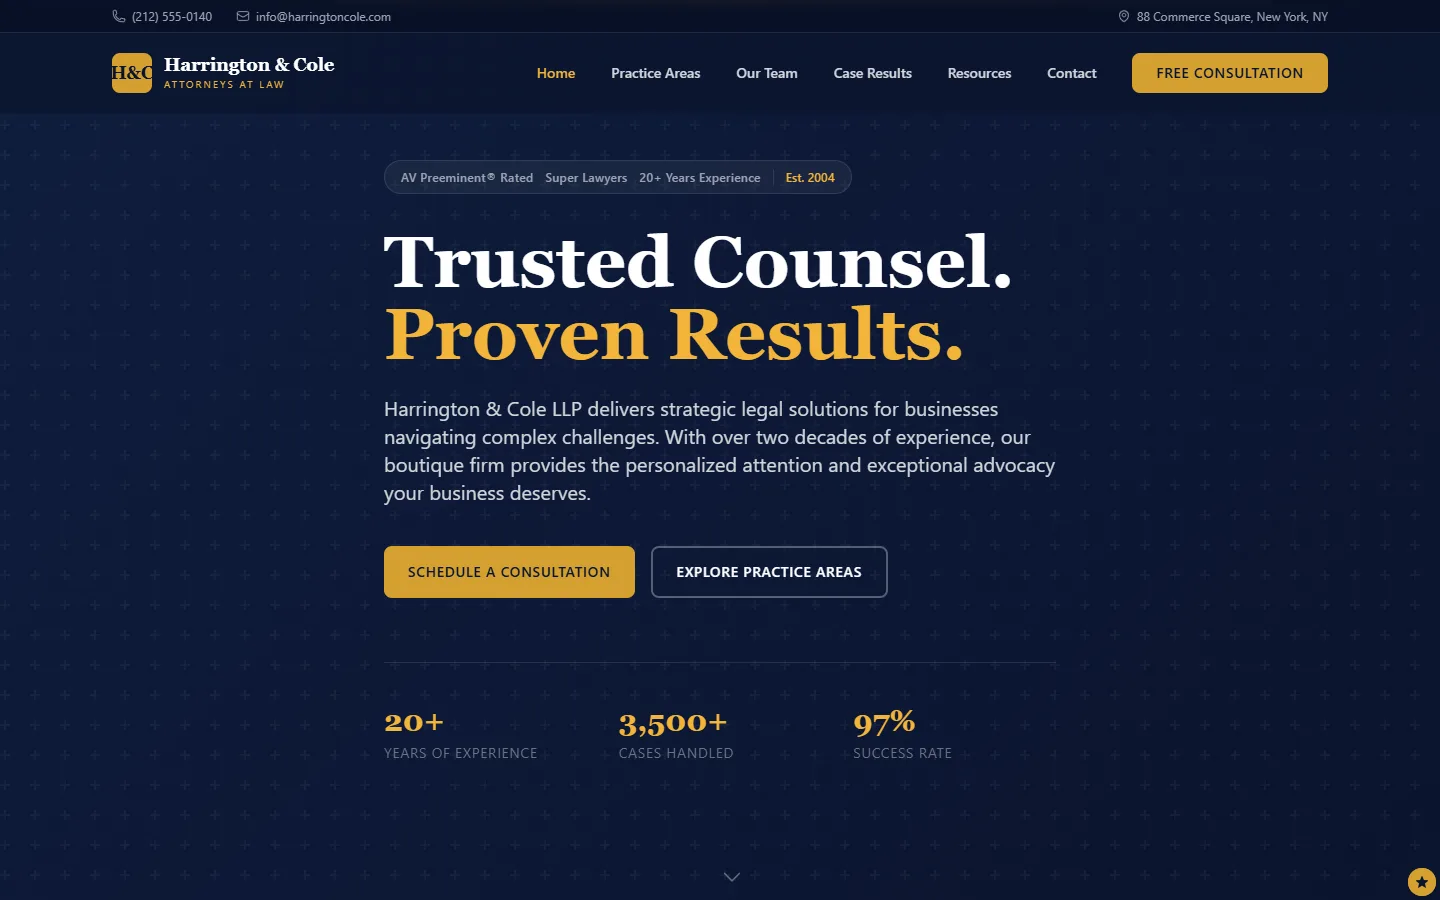 (212) 555-0140
info@harringtoncole.com
88 Commerce Square, New York, NY
H&C
Harrington & Cole
ATTORNEYS AT LAW
Home
Practice Areas
Our Team
Case Results
Resources
Contact
FREE CONSULTATION
AV Preeminent® Rated Super Lawyers 20+ Years Experience Est. 2004
Trusted Counsel.
Proven Results.
Harrington & Cole LLP delivers strategic legal solutions for businesses
navigating complex challenges. With over two decades of experience, our
boutique firm provides the personalized attention and exceptional advocacy
your business deserves.
SCHEDULE A CONSULTATION
EXPLORE PRACTICE AREAS
20+
YEARS OF EXPERIENCE
3,500+
CASES HANDLED
97%
SUCCESS RATE